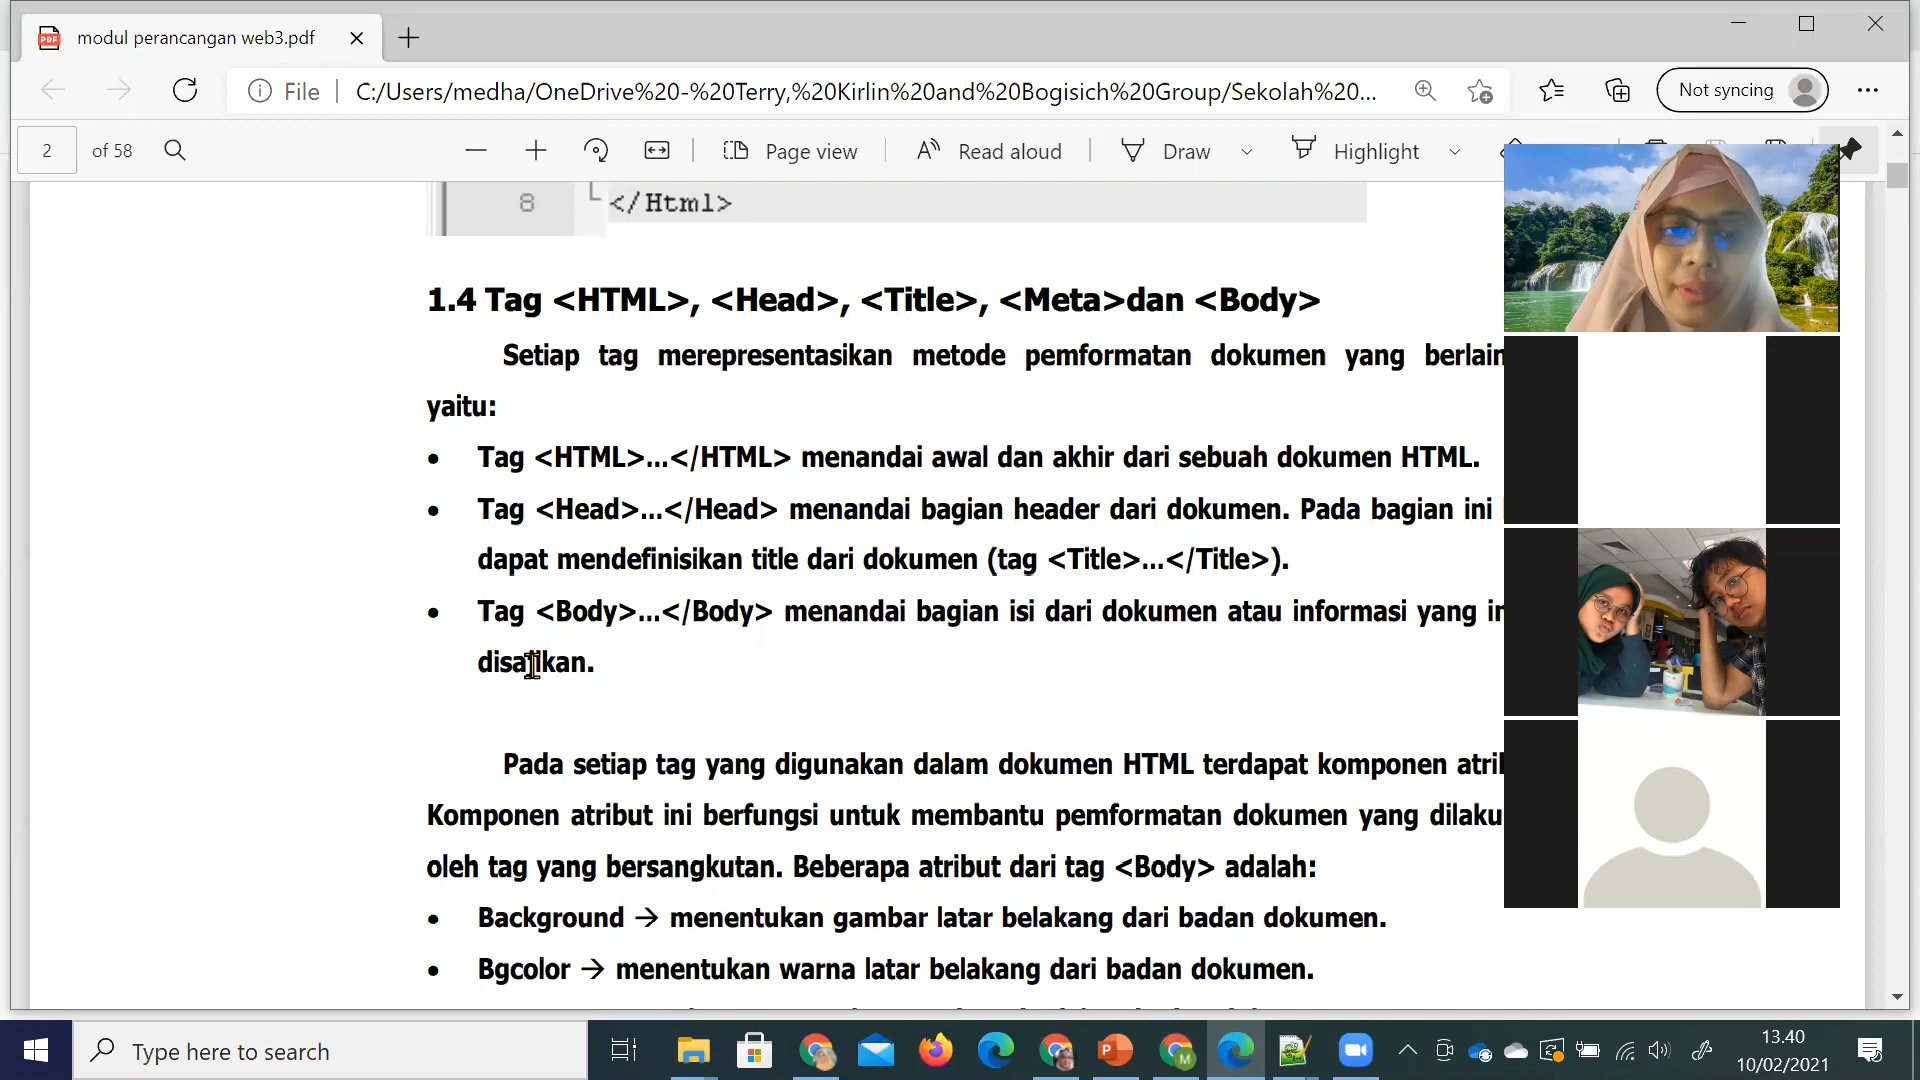 modul perancangan web3.pdf
File
C:/Users/medha/OneDrive%20-%20Terry,%20Kirlin%20and%20Bogisich%20Group/Sekolah%20...
Not syncing
2 of 58
Page view
Read aloud
Draw
Highlight
8 </Html>
1.4 Tag <HTML>, <Head>, <Title>, <Meta>dan <Body>
Setiap tag merepresentasikan metode pemformatan dokumen yang
yaitu:
• Tag <HTML>...</HTML> menandai awal dan akhir dari sebuah dokumen HTML.
• Tag <Head>...</Head> menandai bagian header dari dokumen. Pada bagian ini
dapat mendefinisikan title dari dokumen (tag <Title>...</Title>).
• Tag <Body>...</Body> menandai bagian isi dari dokumen atau informasi yang
disajikan.
Pada setiap tag yang digunakan dalam dokumen HTML terdapat komponen
Komponen atribut ini berfungsi untuk membantu pemformatan dokumen yang
oleh tag yang bersangkutan. Beberapa atribut dari tag <Body> adalah:
• Background → menentukan gambar latar belakang dari badan dokumen.
• Bgcolor → menentukan warna latar belakang dari badan dokumen.
Type here to search
13.40
10/02/2021